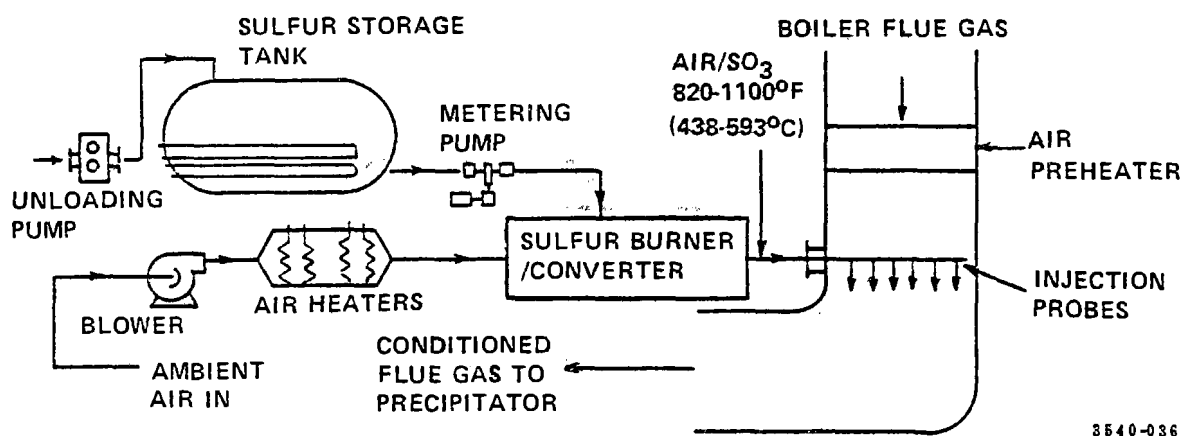 SULFUR STORAGE
TANK
BOILER FLUE GAS
AIR/SO₃
820-1100°F
(438-593°C)
METERING
PUMP
AIR
PREHEATER
UNLOADING
PUMP
SULFUR BURNER
/CONVERTER
AIR HEATERS
INJECTION
PROBES
BLOWER
CONDITIONED
FLUE GAS TO
PRECIPITATOR
AMBIENT
AIR IN
3540-036